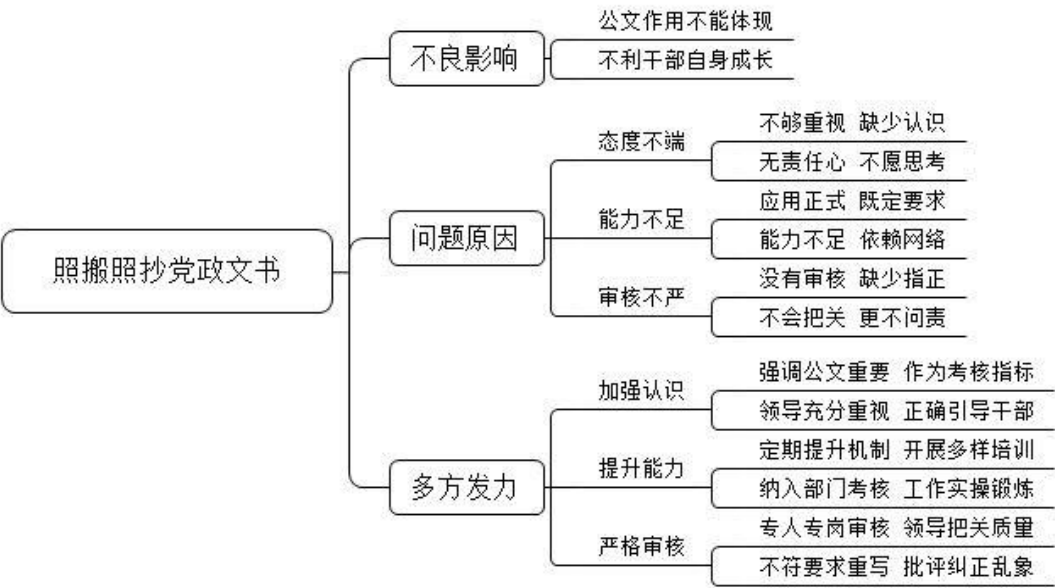 照搬照抄党政文书
不良影响
公文作用不能体现
不利干部自身成长
问题原因
态度不端
不够重视 缺少认识
无责任心 不愿思考
能力不足
应用正式 既定要求
能力不足 依赖网络
审核不严
没有审核 缺少指正
不会把关 更不问责
多方发力
加强认识
强调公文重要 作为考核指标
领导充分重视 正确引导干部
提升能力
定期提升机制 开展多样培训
纳入部门考核 工作实操锻炼
严格审核
专人专岗审核 领导把关质量
不符要求重写 批评纠正乱象